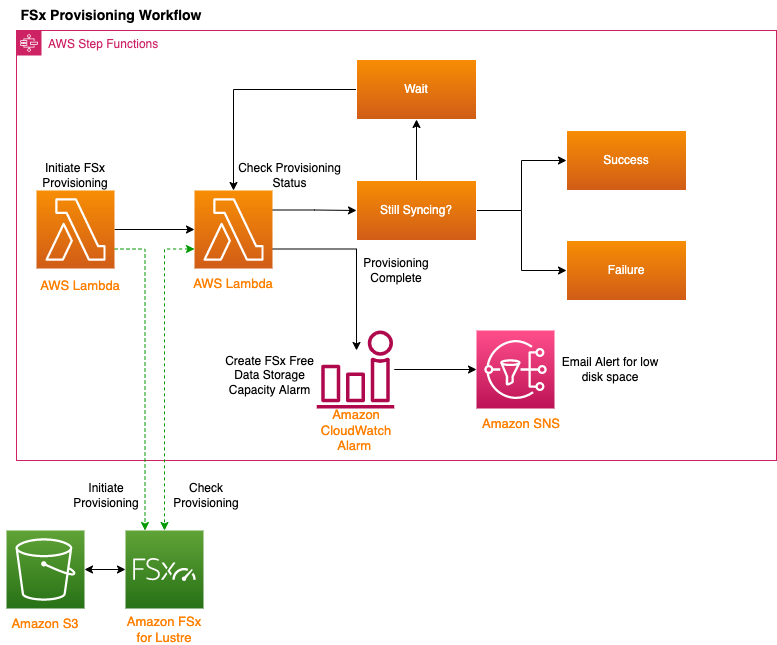 FSx Provisioning Workflow
AWS Step Functions
Wait
Initiate FSx
Provisioning
Check Provisioning
Status
Still Syncing?
Success
Failure
AWS Lambda
AWS Lambda
Provisioning
Complete
Create FSx Free
Data Storage
Capacity Alarm
Amazon
CloudWatch
Alarm
Email Alert for low
disk space
Amazon SNS
Initiate
Provisioning
Check
Provisioning
FSx
Amazon S3
Amazon FSx
for Lustre